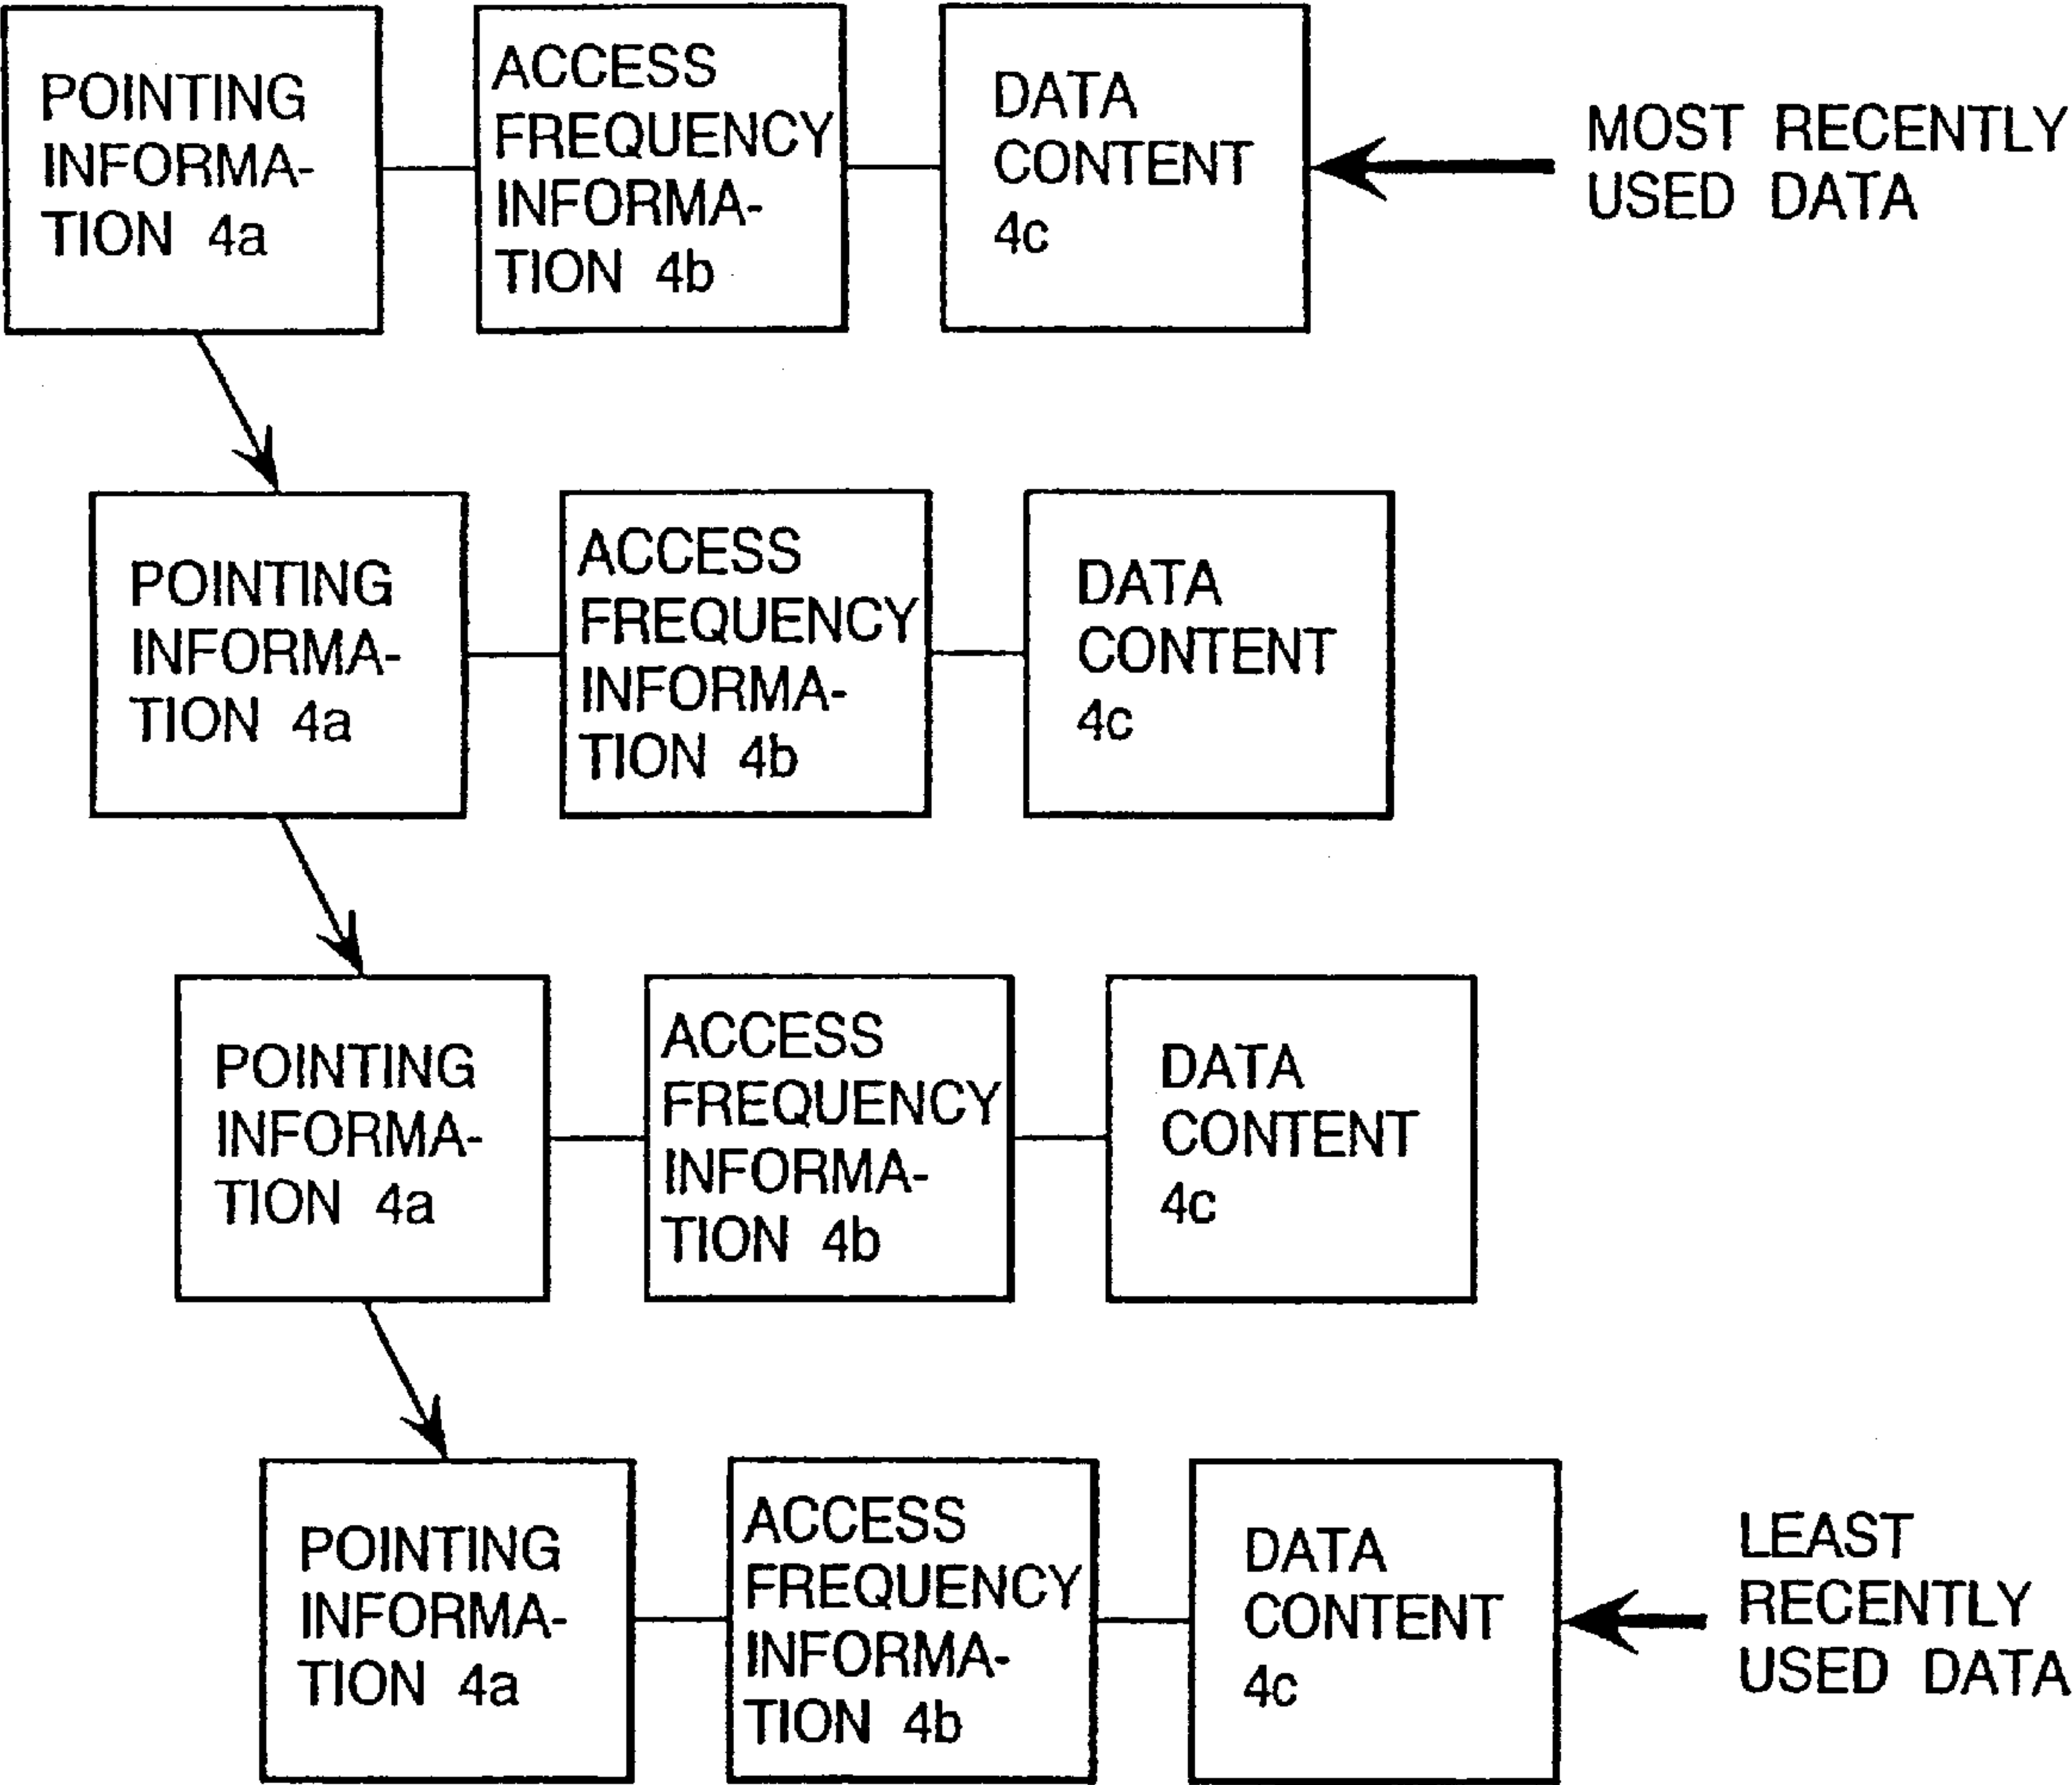 POINTING
INFORMA-
TION 4a
ACCESS
FREQUENCY
INFORMA-
TION 4b
DATA
CONTENT
4c
MOST RECENTLY
USED DATA
POINTING
INFORMA-
TION 4a
ACCESS
FREQUENCY
INFORMA-
TION 4b
DATA
CONTENT
4c
POINTING
INFORMA-
TION 4a
ACCESS
FREQUENCY
INFORMA-
TION 4b
DATA
CONTENT
4c
POINTING
INFORMA-
TION 4a
ACCESS
FREQUENCY
INFORMA-
TION 4b
DATA
CONTENT
4c
LEAST
RECENTLY
USED DATA